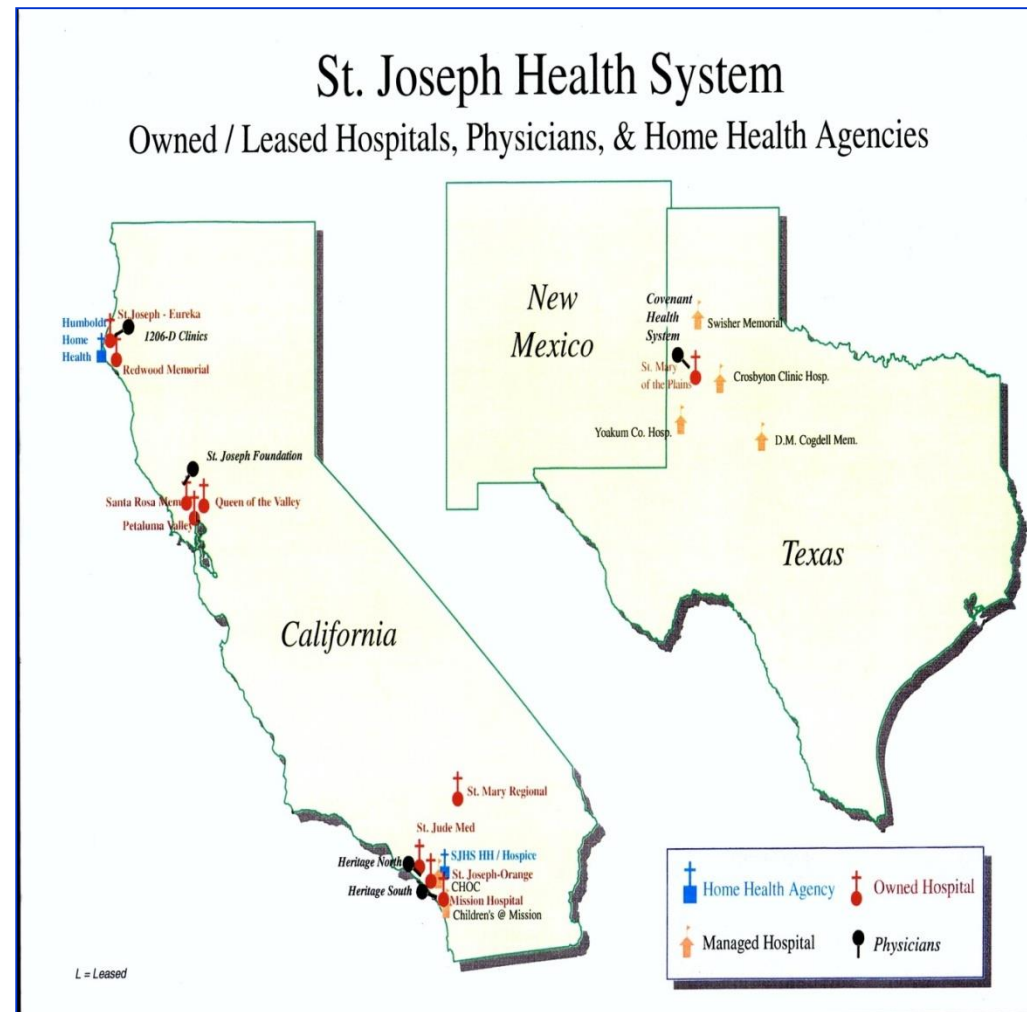 St. Joseph Health System
Owned / Leased Hospitals, Physicians, & Home Health Agencies
St.Joseph - Eureka
Humboldt
Home
Health
1206-D Clinics
Redwood Memorial
St. Joseph Foundation
Santa Rosa Mem
Queen of the Valley
Petaluma Valley
California
St. Mary Regional
St. Jude Med
SJHS HH / Hospice
Heritage North
St. Joseph-Orange
CHOC
Heritage South
Mission Hospital
Children's @ Mission
L = Leased
New
Mexico
Covenant
Health
System
Swisher Memorial
St. Mary
of the Plains
Crosbyton Clinic Hosp.
Yoakum Co. Hosp.
D.M. Cogdell Mem.
Texas
Home Health Agency
Owned Hospital
Managed Hospital
Physicians